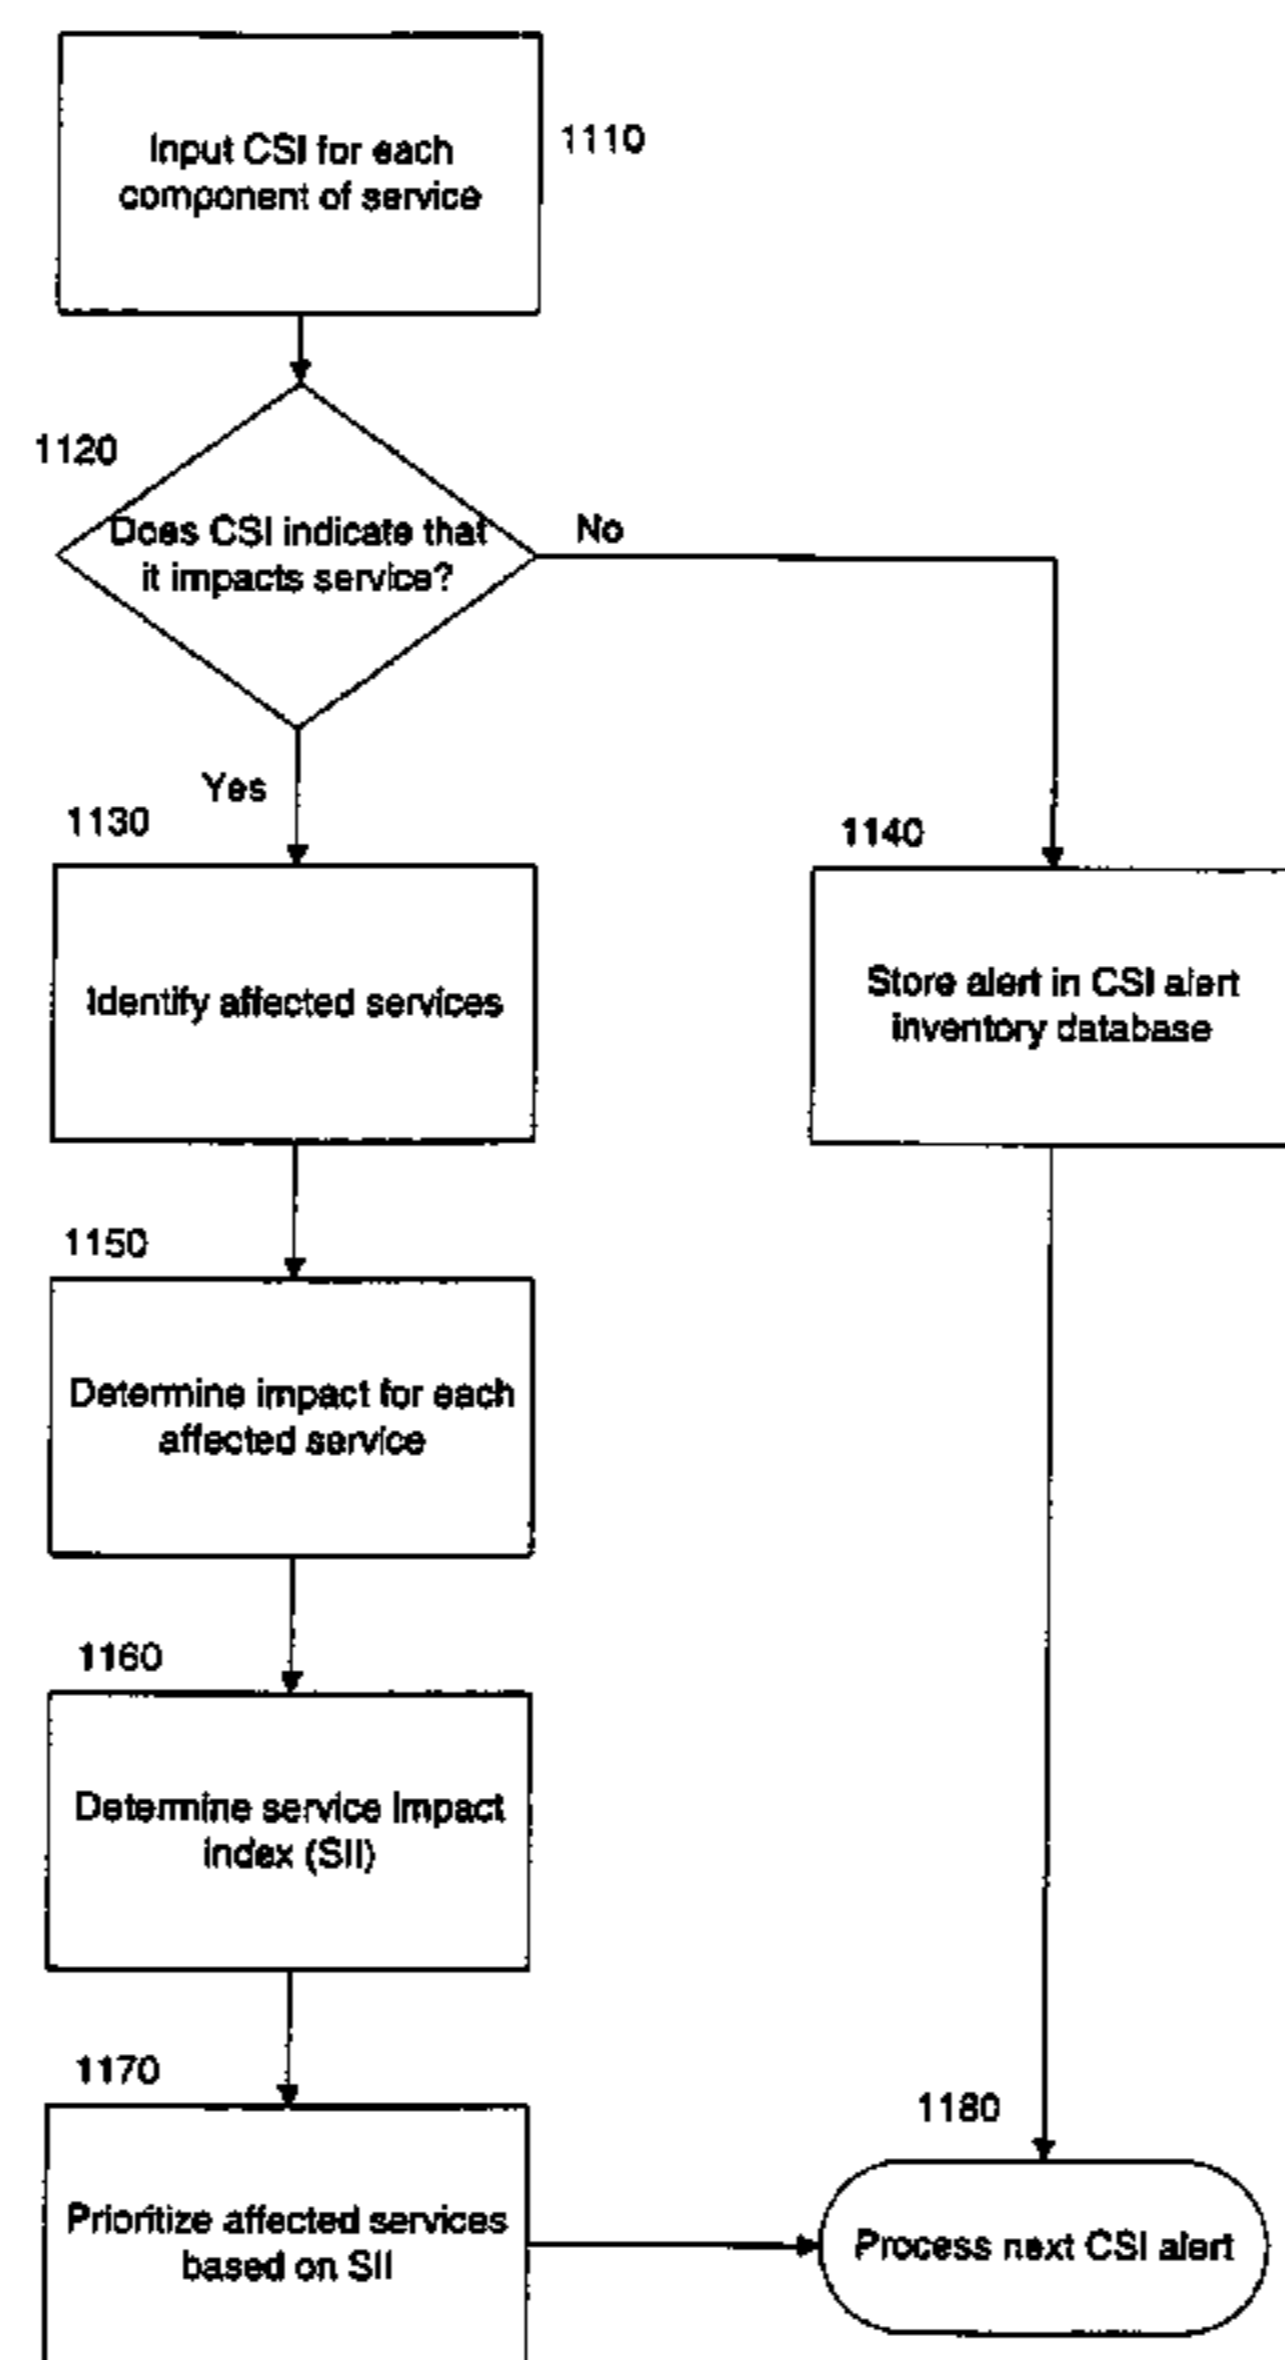 Input CSI for each
component of service
1110
1120
Does CSI indicate that
it impacts service?
No
Yes
1130
1140
Identify affected services
Store alert in CSI alert
inventory database
1150
Determine impact for each
affected service
1160
Determine service Impact
index (SII)
1170
1180
Prioritize affected services
based on SII
Process next CSI alert